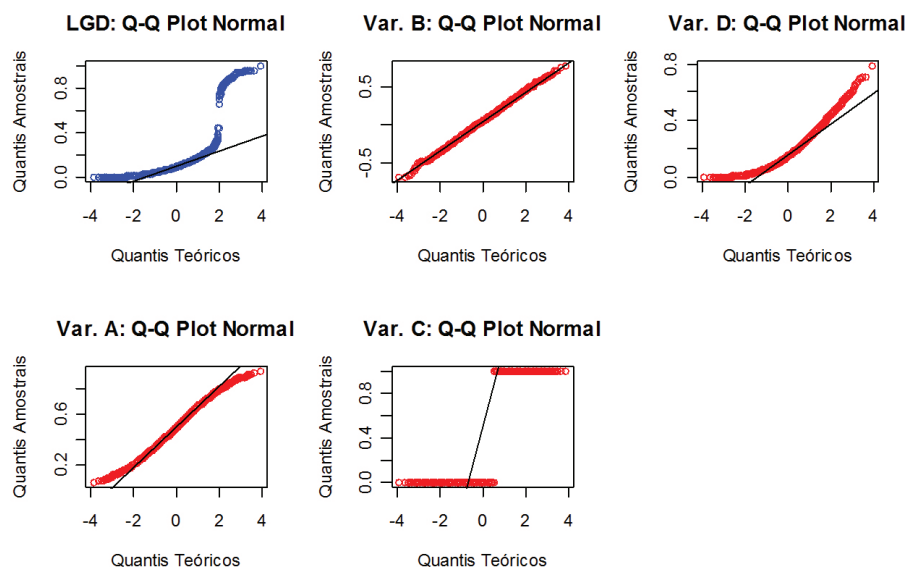 LGD: Q-Q Plot Normal
Quantis Amostrais
0.0 0.4 0.8
-4 -2 0 2 4
Quantis Teóricos
Var. B: Q-Q Plot Normal
Quantis Amostrais
-0.5 0.5
-4 -2 0 2 4
Quantis Teóricos
Var. D: Q-Q Plot Normal
Quantis Amostrais
0.0 0.4 0.8
-4 -2 0 2 4
Quantis Teóricos
Var. A: Q-Q Plot Normal
Quantis Amostrais
0.2 0.6
-4 -2 0 2 4
Quantis Teóricos
Var. C: Q-Q Plot Normal
Quantis Amostrais
0.0 0.4 0.8
-4 -2 0 2 4
Quantis Teóricos